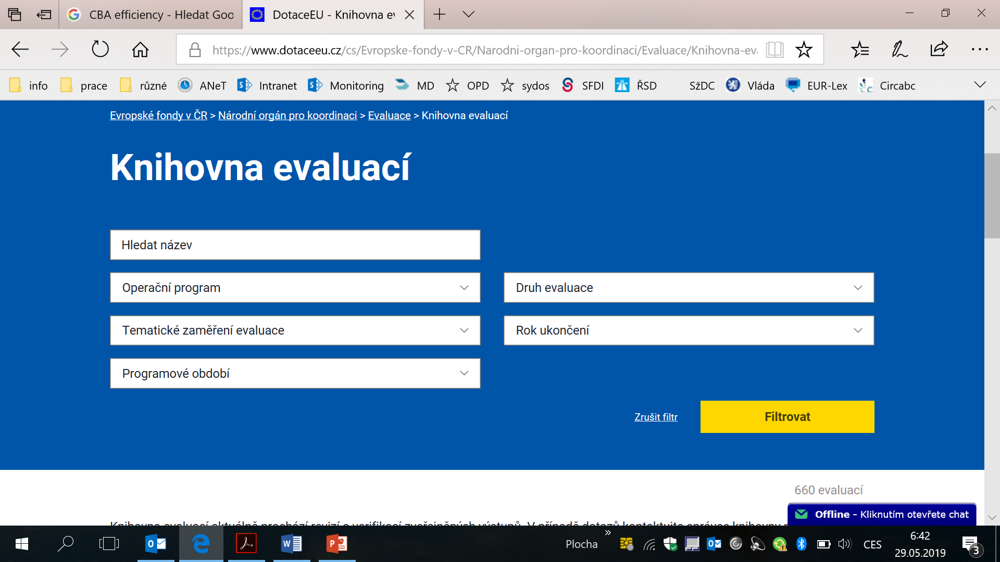 CBA efficiency - Hledat Goo
DotaceEU - Knihovna ev
https://www.dotaceeu.cz/cs/Evropske-fondy-v-CR/Narodni-organ-pro-koordinaci/Evaluace/Knihovna-eva
info prace různé ANeT Intranet Monitoring MD OPD sydos SFDI ŘSD SžDC Vláda EUR-Lex Circabc
Evropské fondy v ČR > Národní orgán pro koordinaci > Evaluace > Knihovna evaluací
Knihovna evaluací
Hledat název
Operační program
Druh evaluace
Tematické zaměření evaluace
Rok ukončení
Programové období
Zrušit filtr
Filtrovat
660 evaluací
Knihovna evaluací aktuálně prochází revizí a verifikací zveřejněných výstupů. V případě dotazů kontaktujte správce knihovny
Offline - Kliknutím otevřete chat
Plocha
CES
6:42
29.05.2019
3